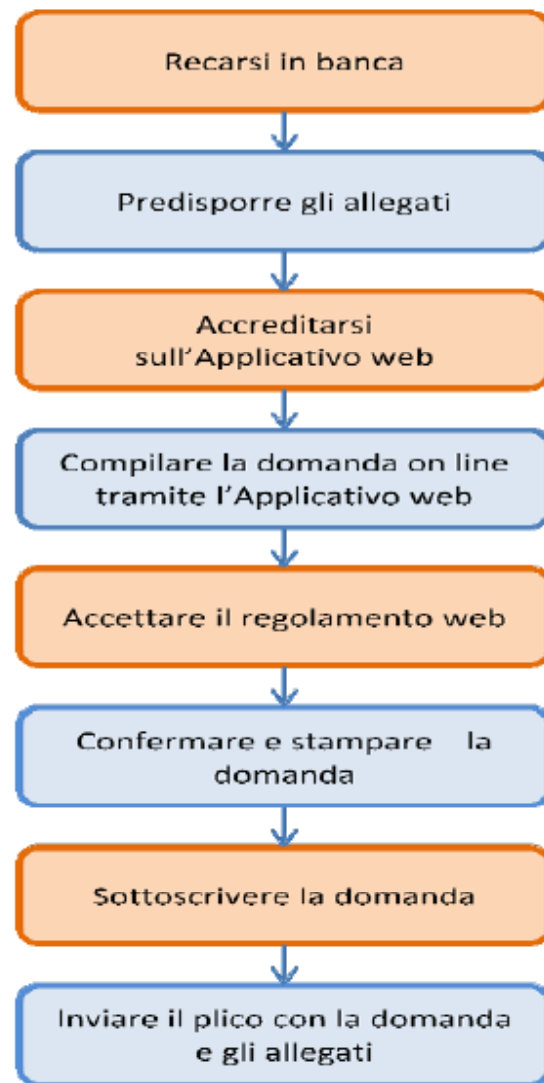 Recarsi in banca
Predisporre gli allegati
Accreditarsi
sull'Applicativo web
Compilare la domanda on line
tramite l'Applicativo web
Accettare il regolamento web
Confermare e stampare la
domanda
Sottoscrivere la domanda
Inviare il plico con la domanda
e gli allegati